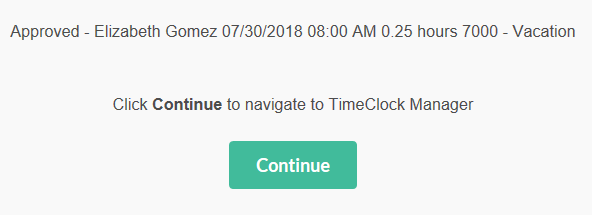 Approved - Elizabeth Gomez 07/30/2018 08:00 AM 0.25 hours 7000 - Vacation
Click Continue to navigate to TimeClock Manager
Continue